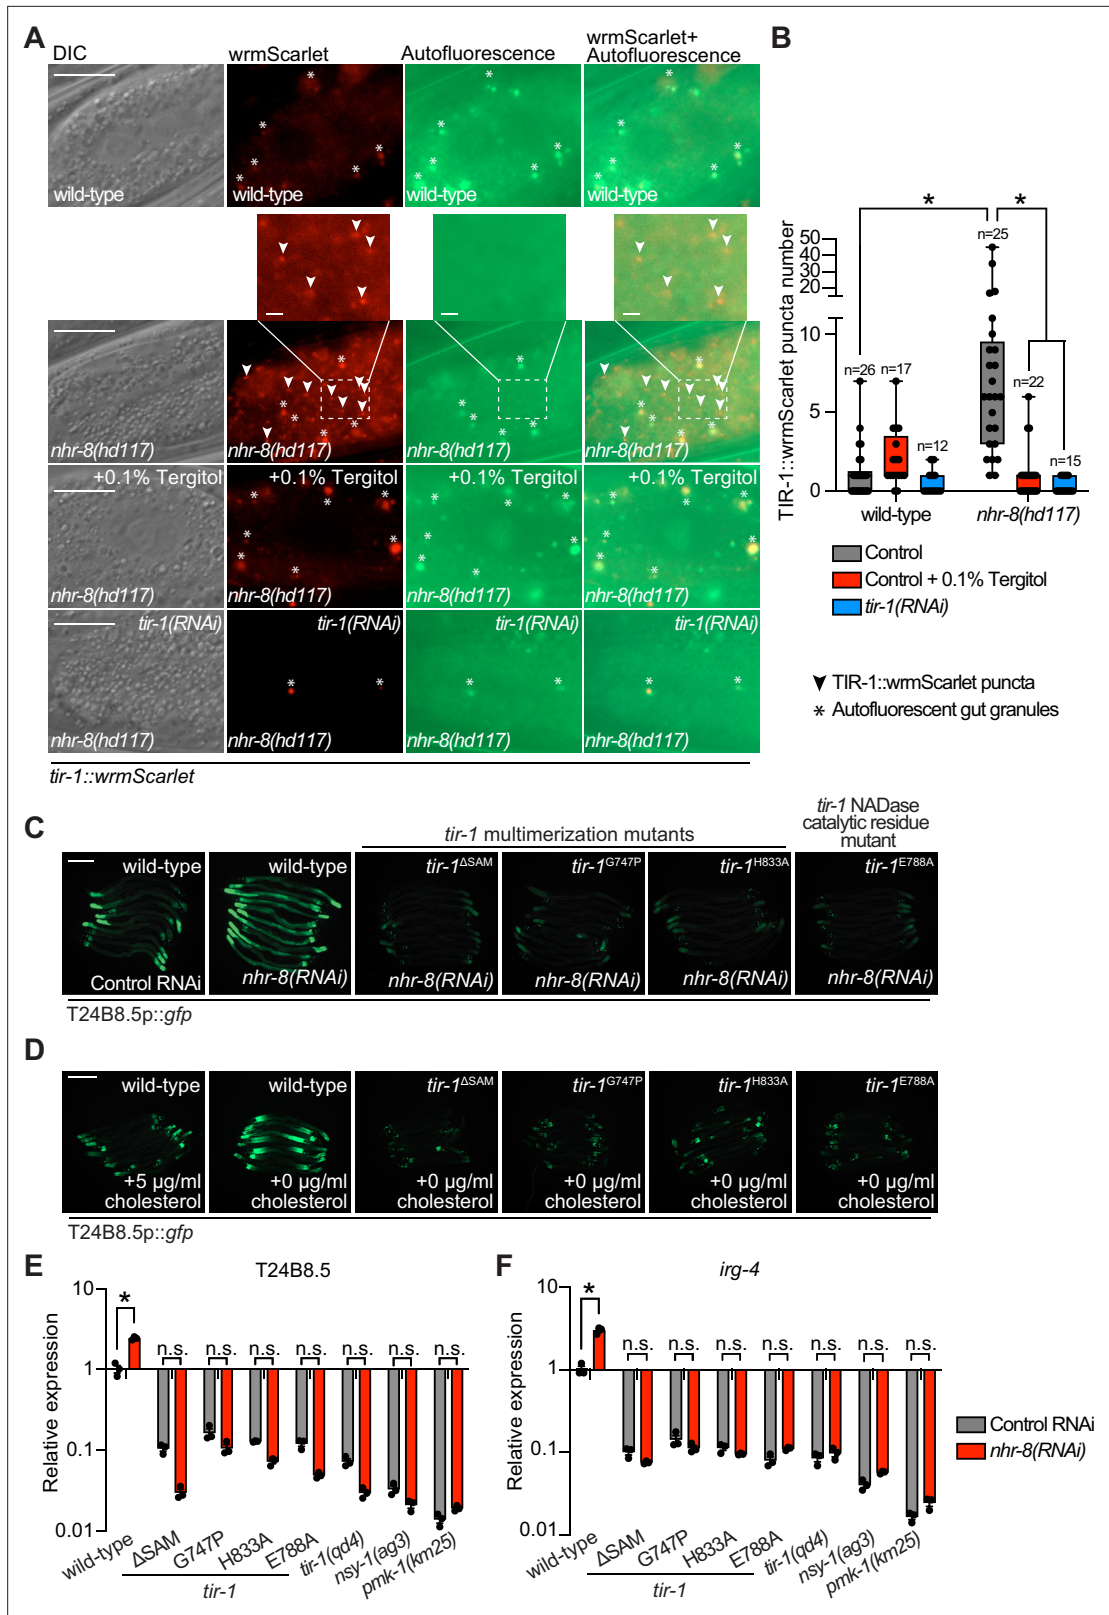 A
DIC
wrmScarlet
Autofluorescence
wrmScarlet+
Autofluorescence
wild-type
wild-type
wild-type
wild-type
nhr-8(hd117)
nhr-8(hd117)
nhr-8(hd117)
nhr-8(hd117)
+0.1% Tergitol
+0.1% Tergitol
+0.1% Tergitol
+0.1% Tergitol
nhr-8(hd117)
nhr-8(hd117)
nhr-8(hd117)
nhr-8(hd117)
tir-1(RNAi)
tir-1(RNAi)
tir-1(RNAi)
tir-1(RNAi)
nhr-8(hd117)
nhr-8(hd117)
nhr-8(hd117)
nhr-8(hd117)
tir-1::wrmScarlet
B
TIR-1::wrmScarlet puncta number
50
40
30
20
10
5
0
*
*
n=26
n=17
n=12
n=25
n=22
n=15
wild-type
nhr-8(hd117)
Control
Control + 0.1% Tergitol
tir-1(RNAi)
TIR-1::wrmScarlet puncta
* Autofluorescent gut granules
C
tir-1 multimerization mutants
tir-1 NADase
catalytic residue
mutant
wild-type
wild-type
tir-1ΔSAM
tir-1G747P
tir-1H833A
tir-1E788A
Control RNAi
nhr-8(RNAi)
nhr-8(RNAi)
nhr-8(RNAi)
nhr-8(RNAi)
nhr-8(RNAi)
T24B8.5p::gfp
D
wild-type
wild-type
tir-1ΔSAM
tir-1G747P
tir-1H833A
tir-1E788A
+5 µg/ml
cholesterol
+0 µg/ml
cholesterol
+0 µg/ml
cholesterol
+0 µg/ml
cholesterol
+0 µg/ml
cholesterol
+0 µg/ml
cholesterol
T24B8.5p::gfp
E
T24B8.5
Relative expression
10
1
0.1
0.01
*
n.s.
n.s.
n.s.
n.s.
n.s.
n.s.
n.s.
wild-type
ΔSAM
G747P
H833A
E788A
tir-1(qd4)
nsy-1(ag3)
pmk-1(km25)
tir-1
F
irg-4
Relative expression
10
1
0.1
0.01
*
n.s.
n.s.
n.s.
n.s.
n.s.
n.s.
n.s.
wild-type
ΔSAM
G747P
H833A
E788A
tir-1(qd4)
nsy-1(ag3)
pmk-1(km25)
tir-1
Control RNAi
nhr-8(RNAi)